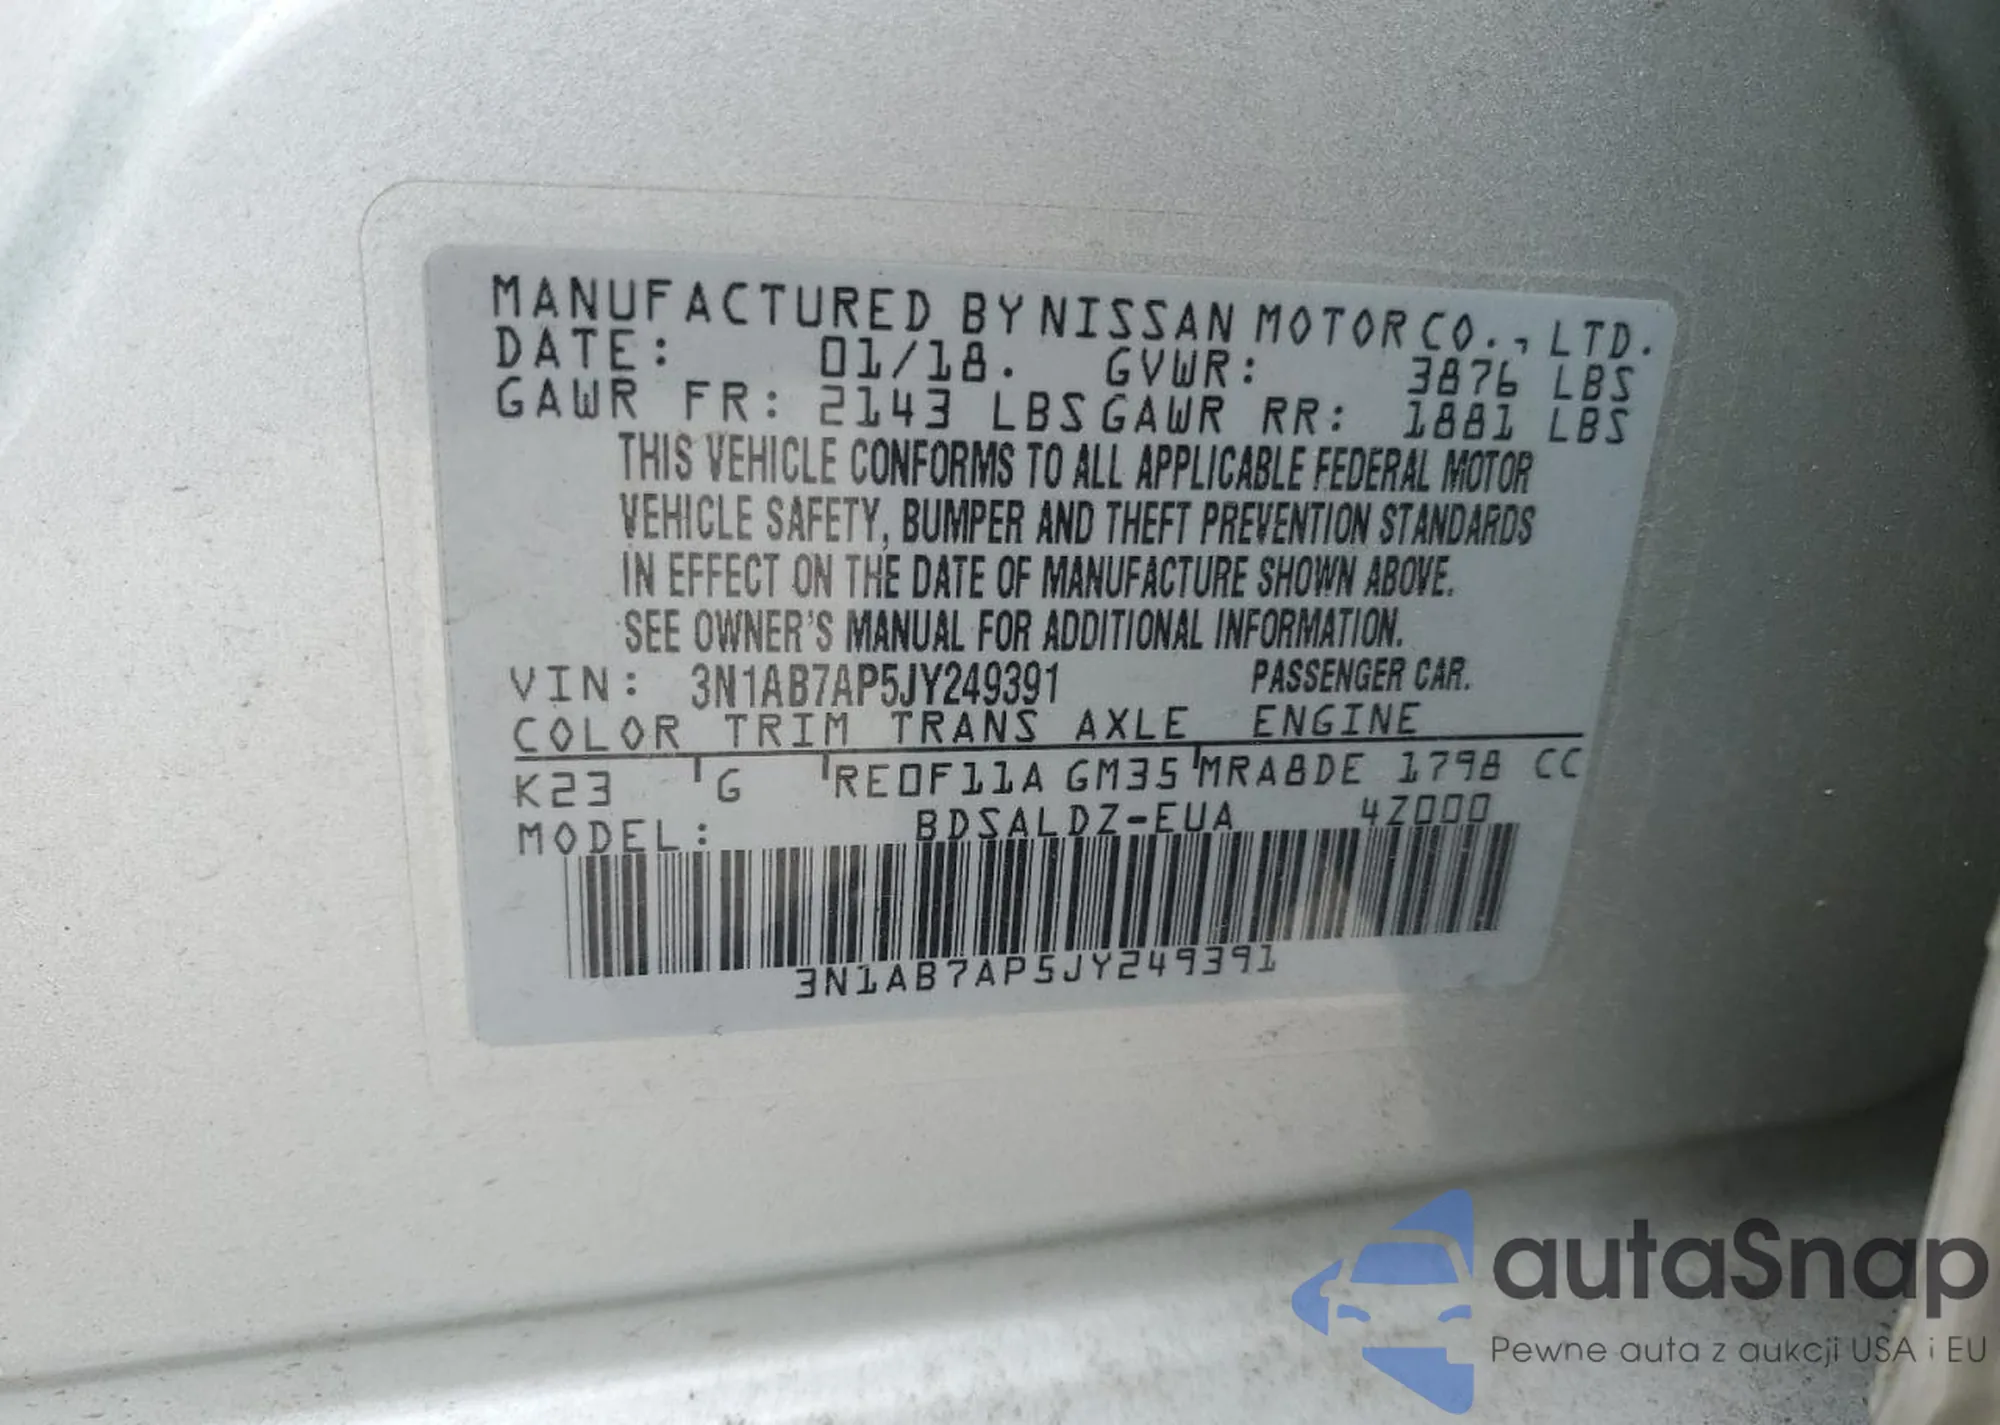 MANUFACTURED BY NISSAN MOTOR CO., LTD.
DATE: 01/18. GVWR: 3876 LBS
GAWR FR: 2143 LBS GAWR RR: 1881 LBS
THIS VEHICLE CONFORMS TO ALL APPLICABLE FEDERAL MOTOR
VEHICLE SAFETY, BUMPER AND THEFT PREVENTION STANDARDS
IN EFFECT ON THE DATE OF MANUFACTURE SHOWN ABOVE.
SEE OWNER'S MANUAL FOR ADDITIONAL INFORMATION.
VIN: 3N1AB7AP5JY249391 PASSENGER CAR.
COLOR TRIM TRANS AXLE ENGINE
K23 G RE0F11A GM35 MRA8DE 1798 CC
MODEL: BDSALDZ-EUA 4Z000
3N1AB7AP5JY249391
autaSnap
Pewne auta z aukcji USA i EU